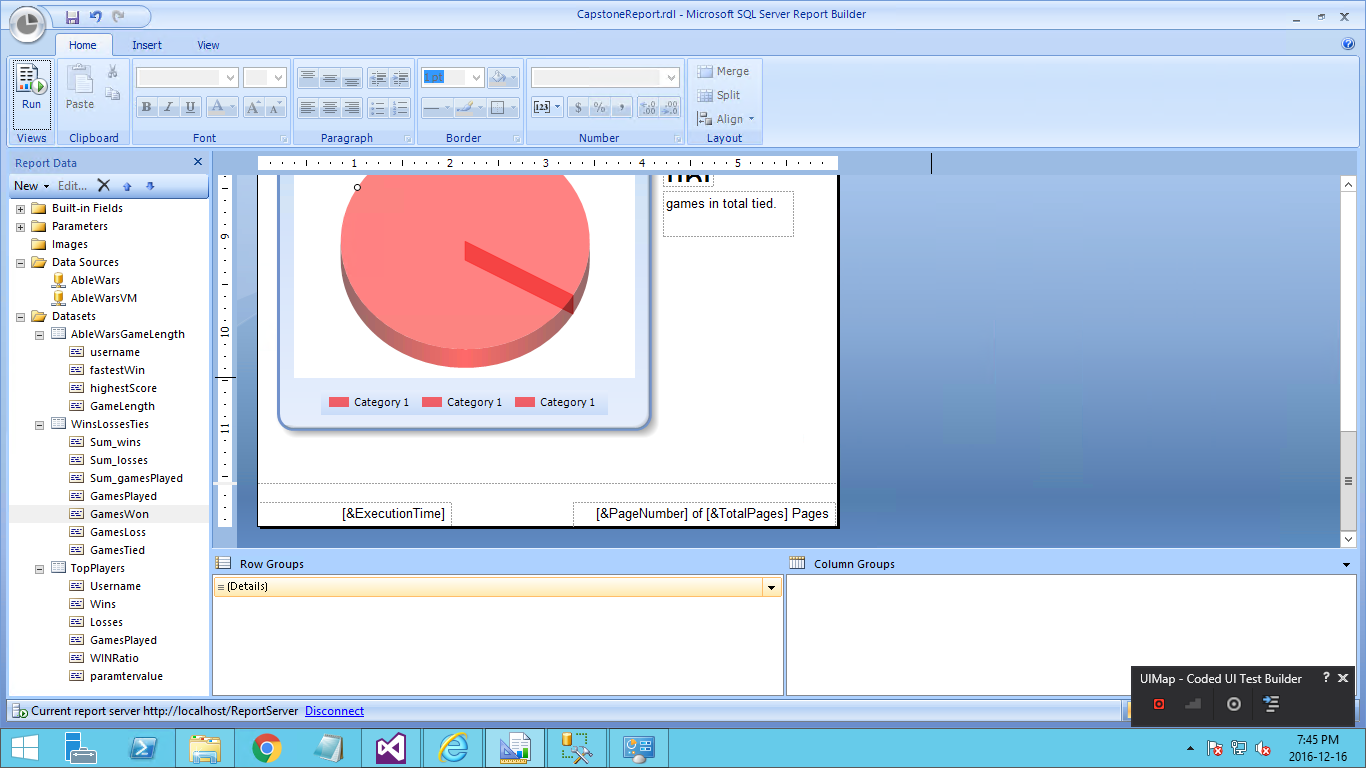 CapstoneReport.rdl - Microsoft SQL Server Report Builder
Home Insert View
Run
Paste
B I U A A A
1pt
[123] $ % , 
Merge
Split
Align
Views Clipboard Font Paragraph Border Number Layout
Report Data
New Edit...
Built-in Fields
Parameters
Images
Data Sources
AbleWars
AbleWarsVM
Datasets
AbleWarsGameLength
username
fastestWin
highestScore
GameLength
WinsLossesTies
Sum_wins
Sum_losses
Sum_gamesPlayed
GamesPlayed
GamesWon
GamesLoss
GamesTied
TopPlayers
Username
Wins
Losses
GamesPlayed
WINRatio
paramtervalue
1 2 3 4 5
9
10
11
games in total tied.
Category 1 Category 1 Category 1
[&ExecutionTime]
[&PageNumber] of [&TotalPages] Pages
Row Groups
(Details)
Column Groups
UIMap - Coded UI Test Builder ?
Current report server http://localhost/ReportServer Disconnect
7:45 PM
2016-12-16